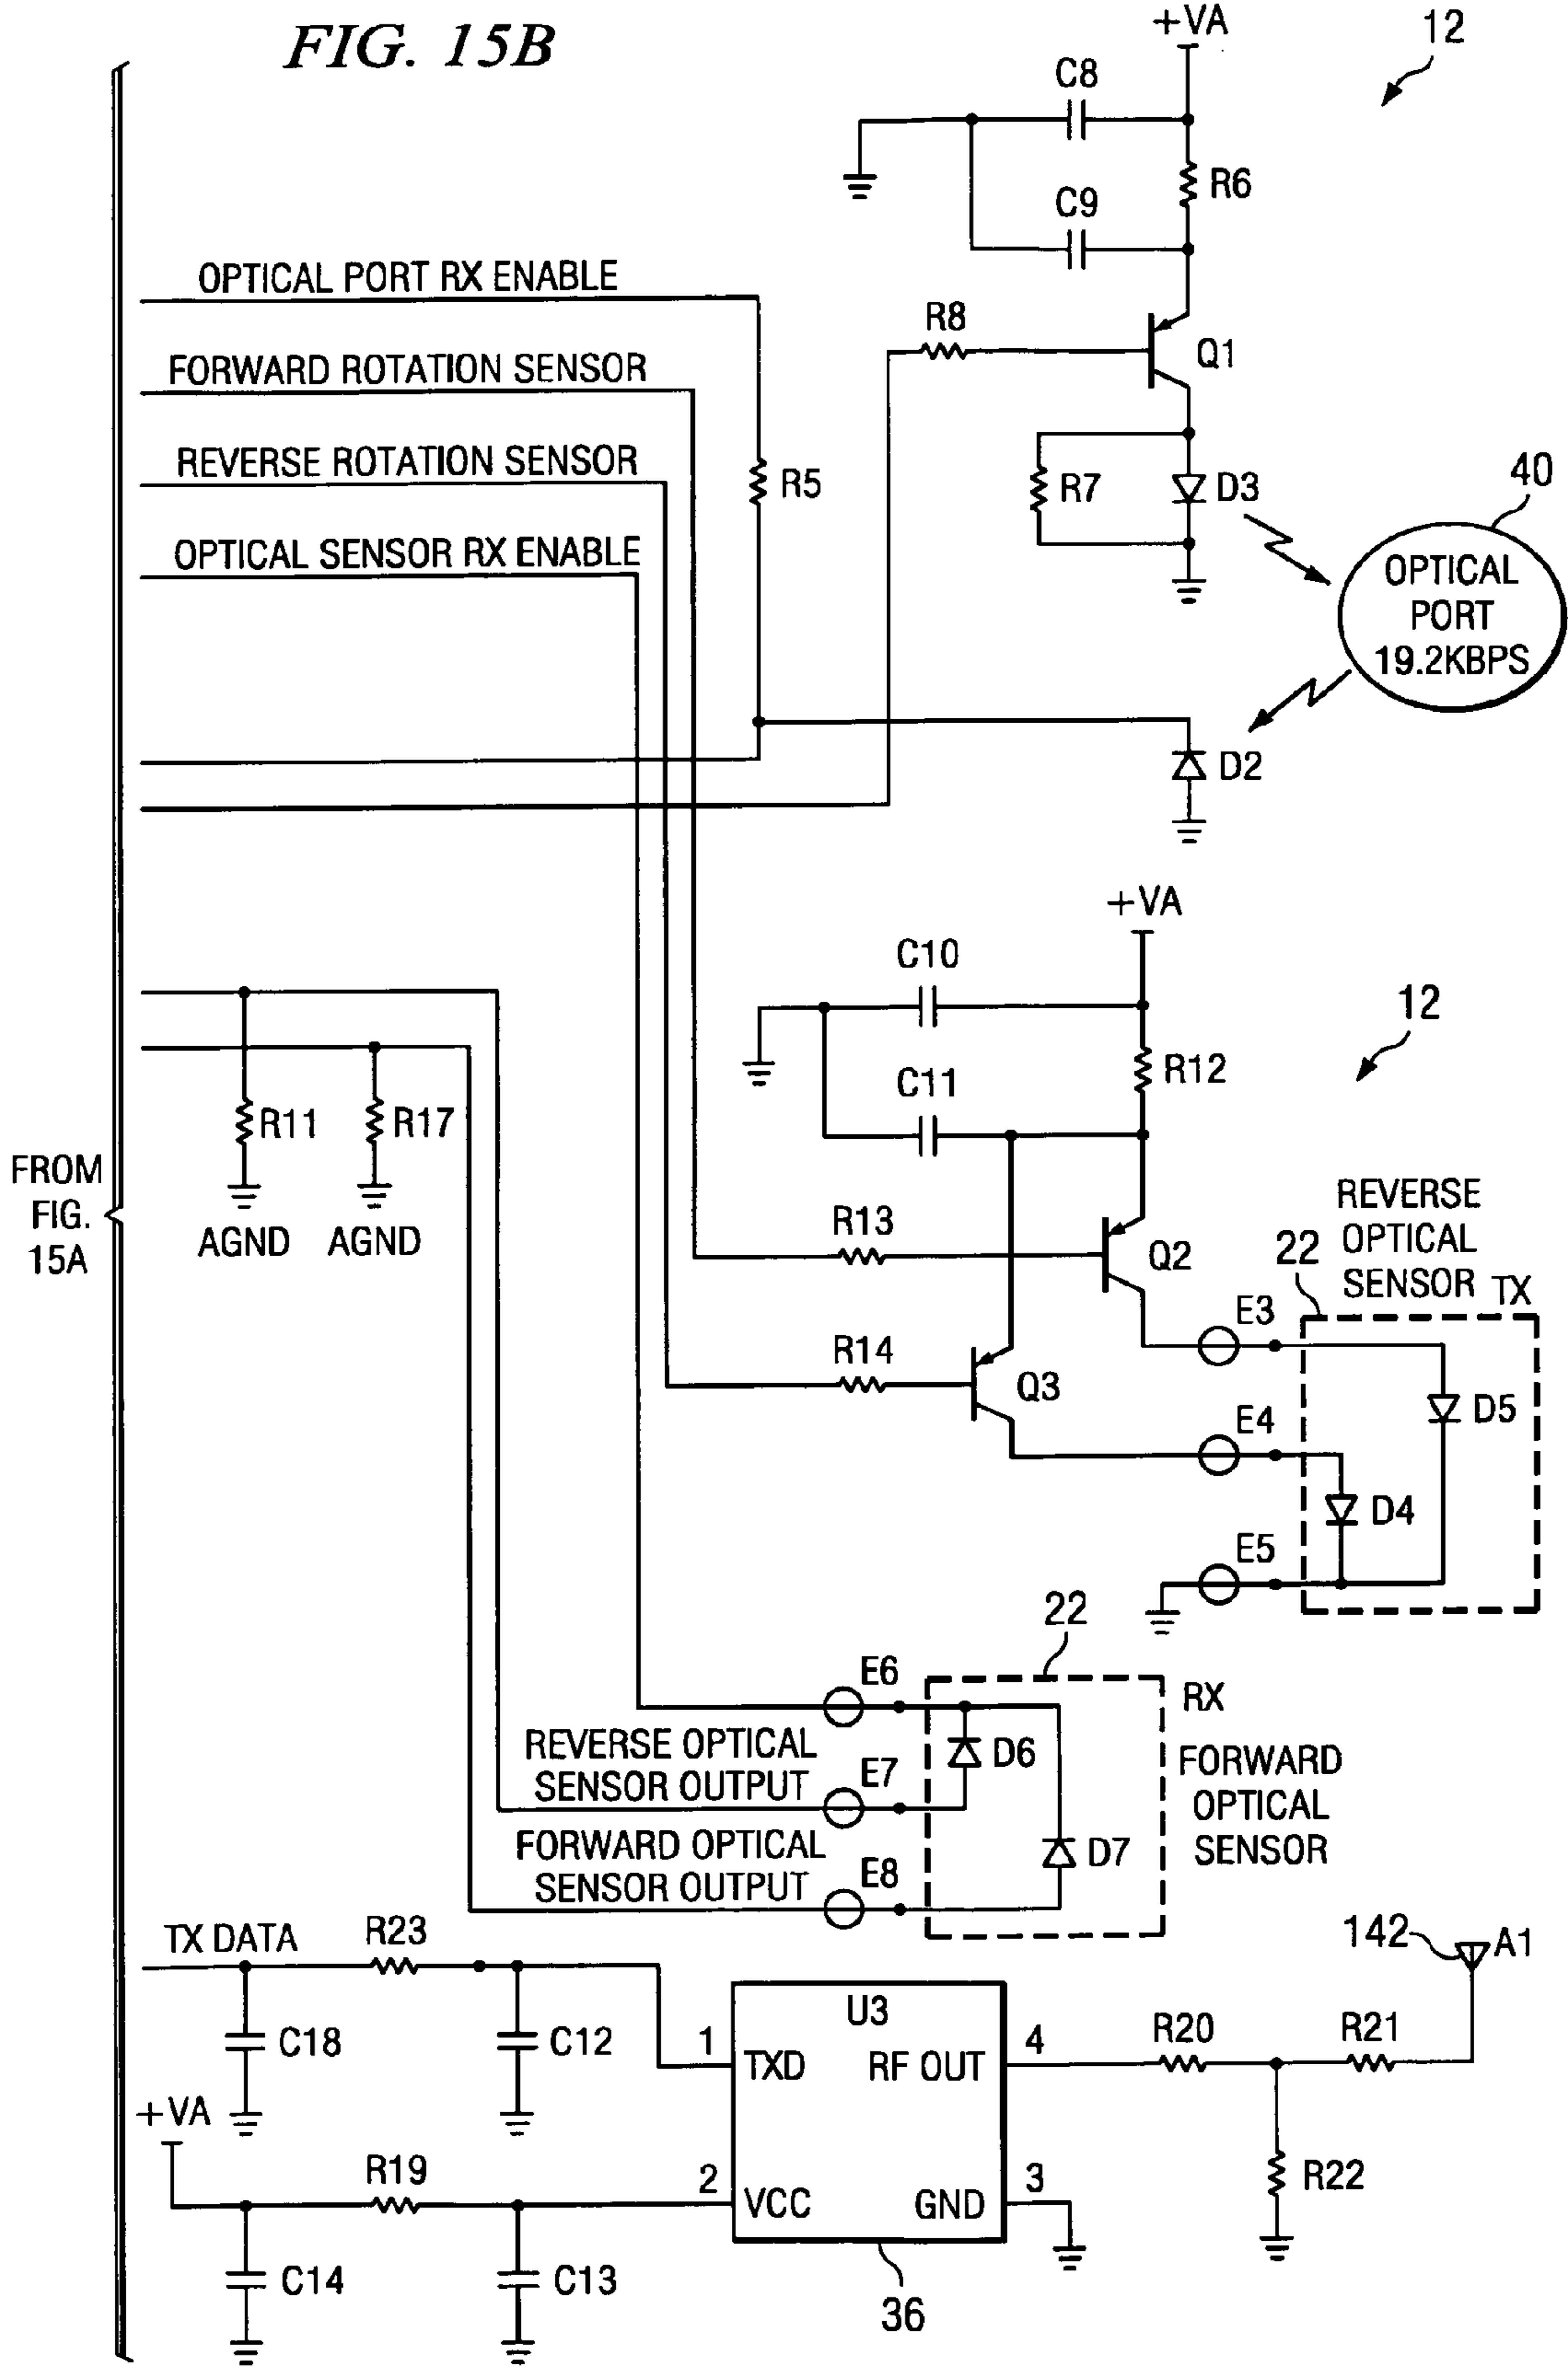 FIG. 15B
+VA
12
C8
R6
C9
OPTICAL PORT RX ENABLE
R8
Q1
FORWARD ROTATION SENSOR
REVERSE ROTATION SENSOR
R5
R7
D3
40
OPTICAL SENSOR RX ENABLE
OPTICAL
PORT
19.2KBPS
D2
+VA
C10
12
R12
C11
R11
R17
FROM
FIG.
15A
AGND
AGND
R13
Q2
REVERSE
OPTICAL
SENSOR
22
TX
E3
R14
Q3
D5
E4
D4
E5
22
E6
RX
REVERSE OPTICAL
SENSOR OUTPUT
D6
E7
FORWARD
OPTICAL
SENSOR
FORWARD OPTICAL
SENSOR OUTPUT
D7
E8
TX DATA
R23
142
A1
U3
C18
C12
1
TXD
RF OUT
4
R20
R21
+VA
R19
2
VCC
GND
3
R22
C14
C13
36